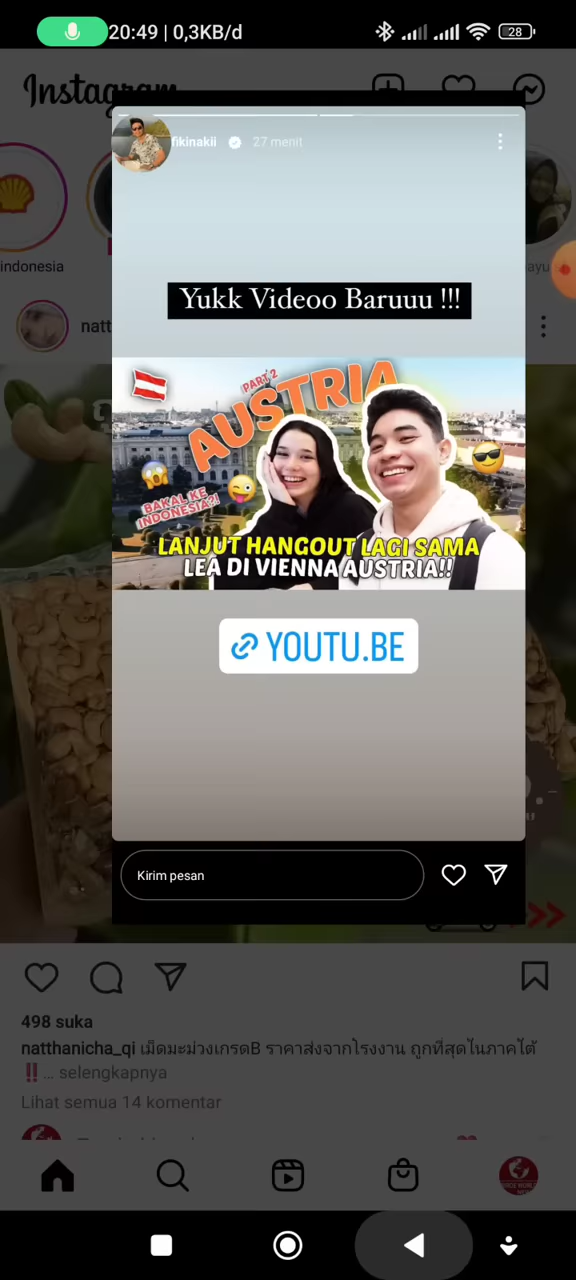 20:49 | 0,3KB/d
28
Instagram
fikinakii
27 menit
indonesia
ayu
natt
Yukk Videoo Baruuu !!!
PART 2
AUSTRIA
BAKAL KE
INDONESIA?!
LANJUT HANGOUT LAGI SAMA
LEA DI VIENNA AUSTRIA!!
YOUTU.BE
Kirim pesan
498 suka
natthanicha_qi เม็ดมะม่วงเกรดB ราคาส่งจากโรงงาน ถูกที่สุดในภาคใต้
‼️... selengkapnya
Lihat semua 14 komentar